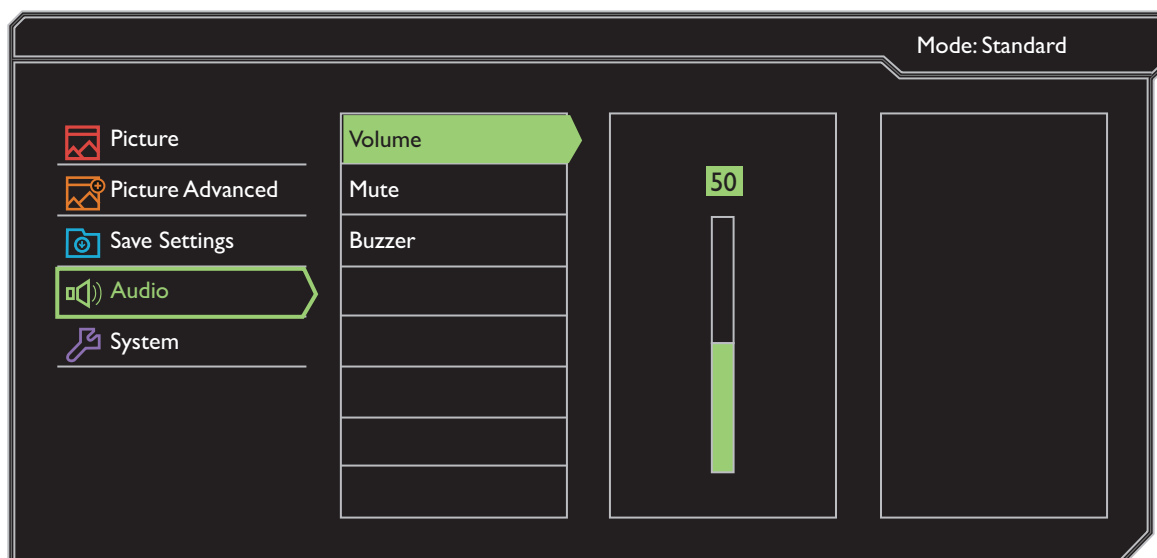 Mode: Standard
Picture
Picture Advanced
Save Settings
Audio
System
Volume
Mute
Buzzer
50